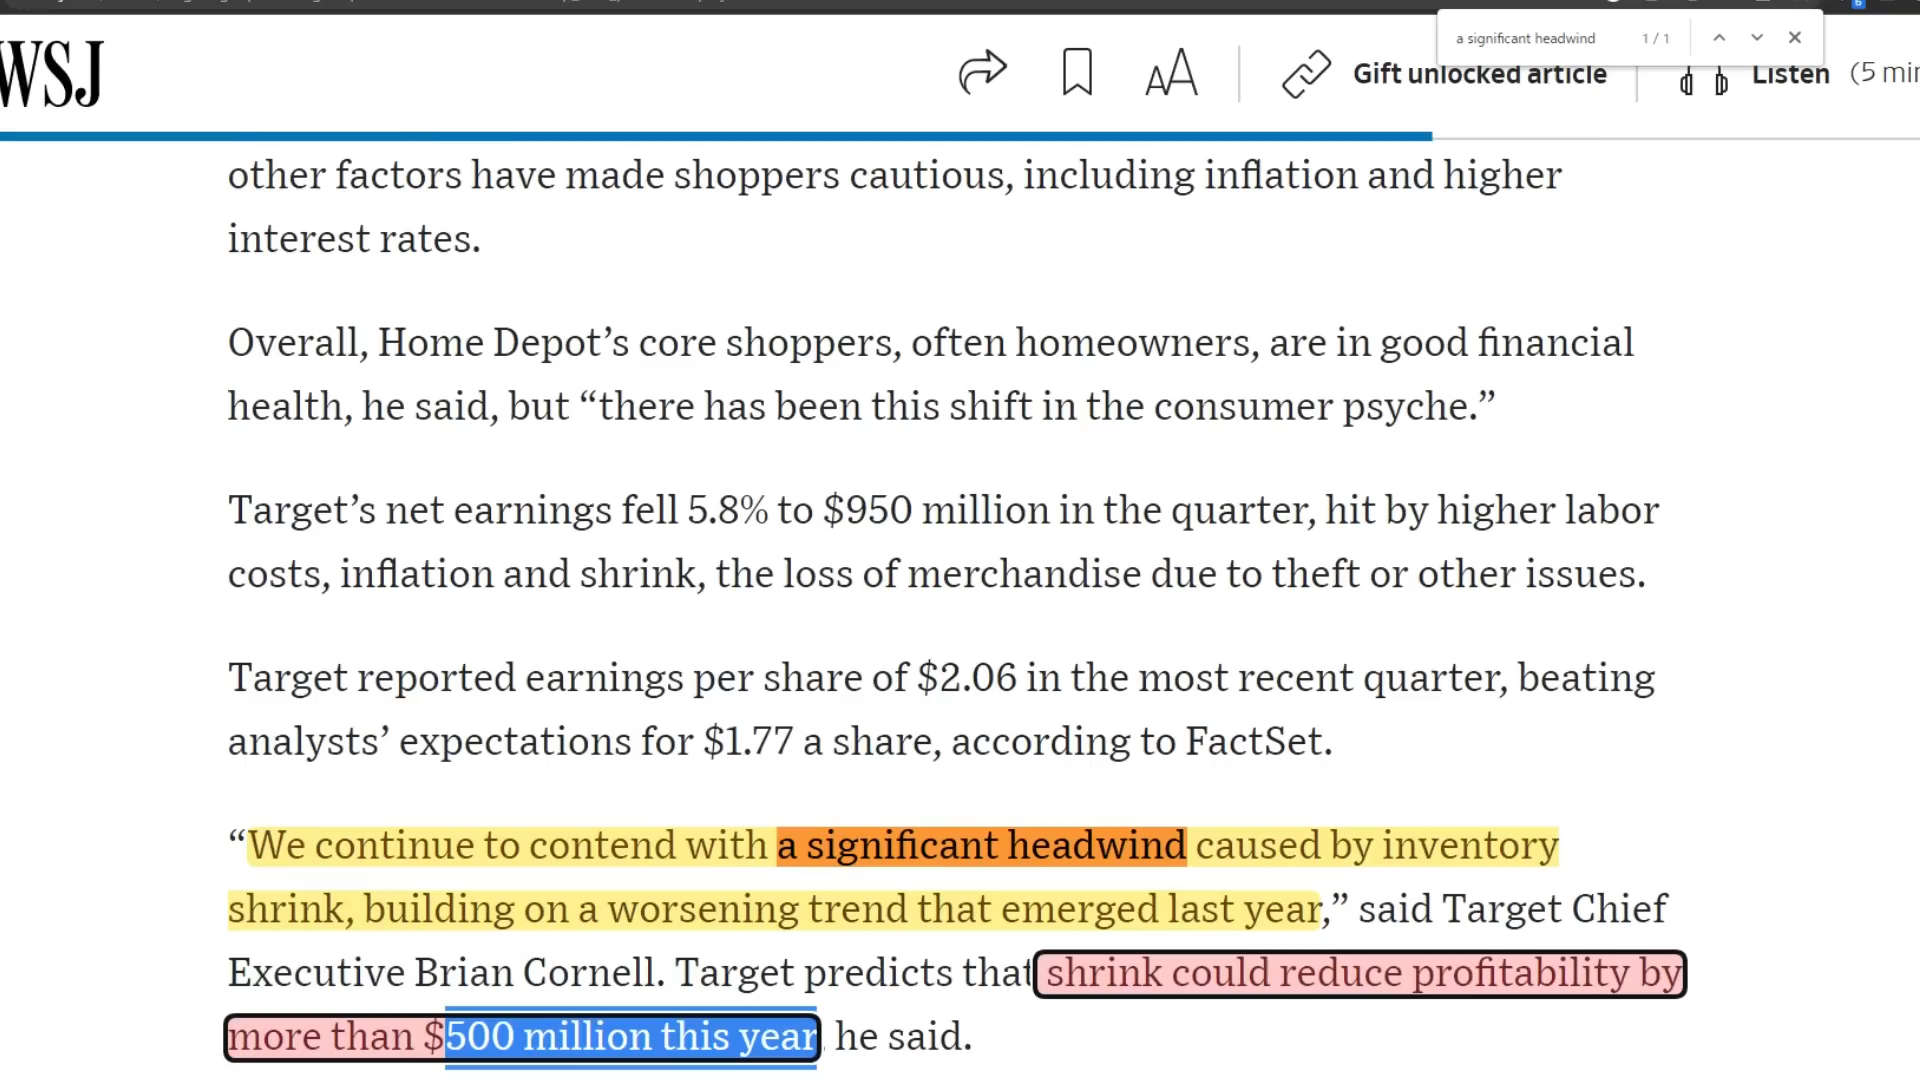 a significant headwind 1 / 1
WSJ
Gift unlocked article
Listen (5 min
other factors have made shoppers cautious, including inflation and higher
interest rates.
Overall, Home Depot’s core shoppers, often homeowners, are in good financial
health, he said, but “there has been this shift in the consumer psyche.”
Target’s net earnings fell 5.8% to $950 million in the quarter, hit by higher labor
costs, inflation and shrink, the loss of merchandise due to theft or other issues.
Target reported earnings per share of $2.06 in the most recent quarter, beating
analysts’ expectations for $1.77 a share, according to FactSet.
“We continue to contend with a significant headwind caused by inventory
shrink, building on a worsening trend that emerged last year,” said Target Chief
Executive Brian Cornell. Target predicts that shrink could reduce profitability by
more than $500 million this year, he said.